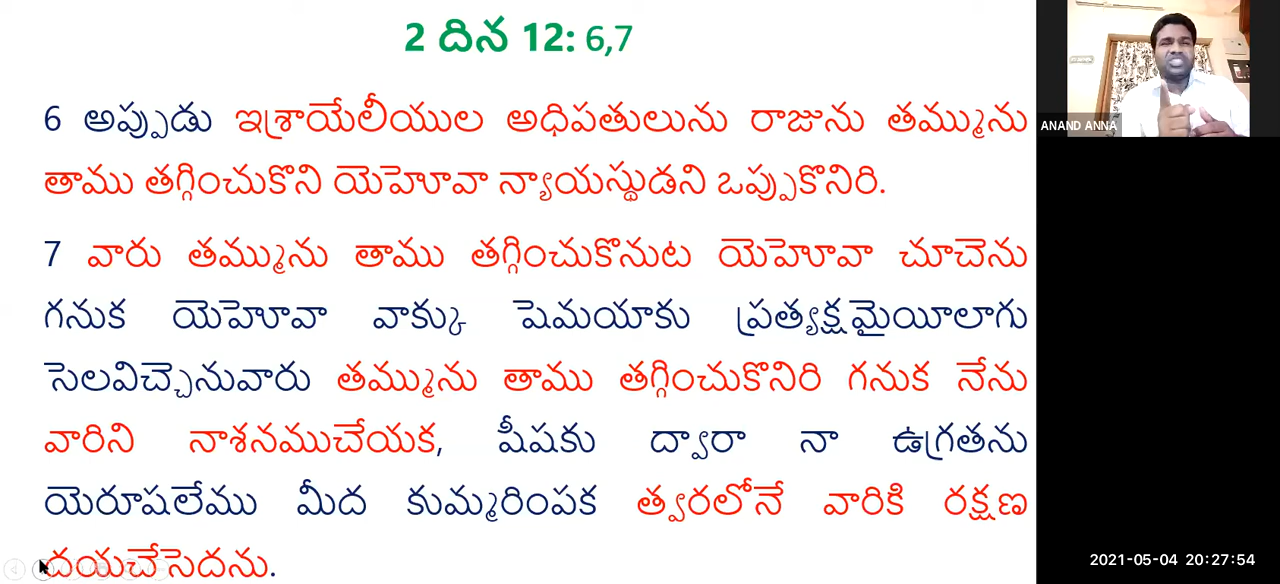 2 దిన 12: 6,7
ANAND ANNA
6 అప్పుడు ఇశ్రాయేలీయుల అధిపతులును రాజును తమ్మును
తాము తగ్గించుకొని యెహోవా న్యాయస్థుడని ఒప్పుకొనిరి.
7 వారు తమ్మును తాము తగ్గించుకొనుట యెహోవా చూచెను
గనుక యెహోవా వాక్కు షెమయాకు ప్రత్యక్షమైయీలాగు
సెలవిచ్చెనువారు తమ్మును తాము తగ్గించుకొనిరి గనుక నేను
వారిని నాశనముచేయక, షీషకు ద్వారా నా ఉగ్రతను
యెరూషలేము మీద కుమ్మరింపక త్వరలోనే వారికి రక్షణ
దయచేసెదను.
2021-05-04 20:27:54